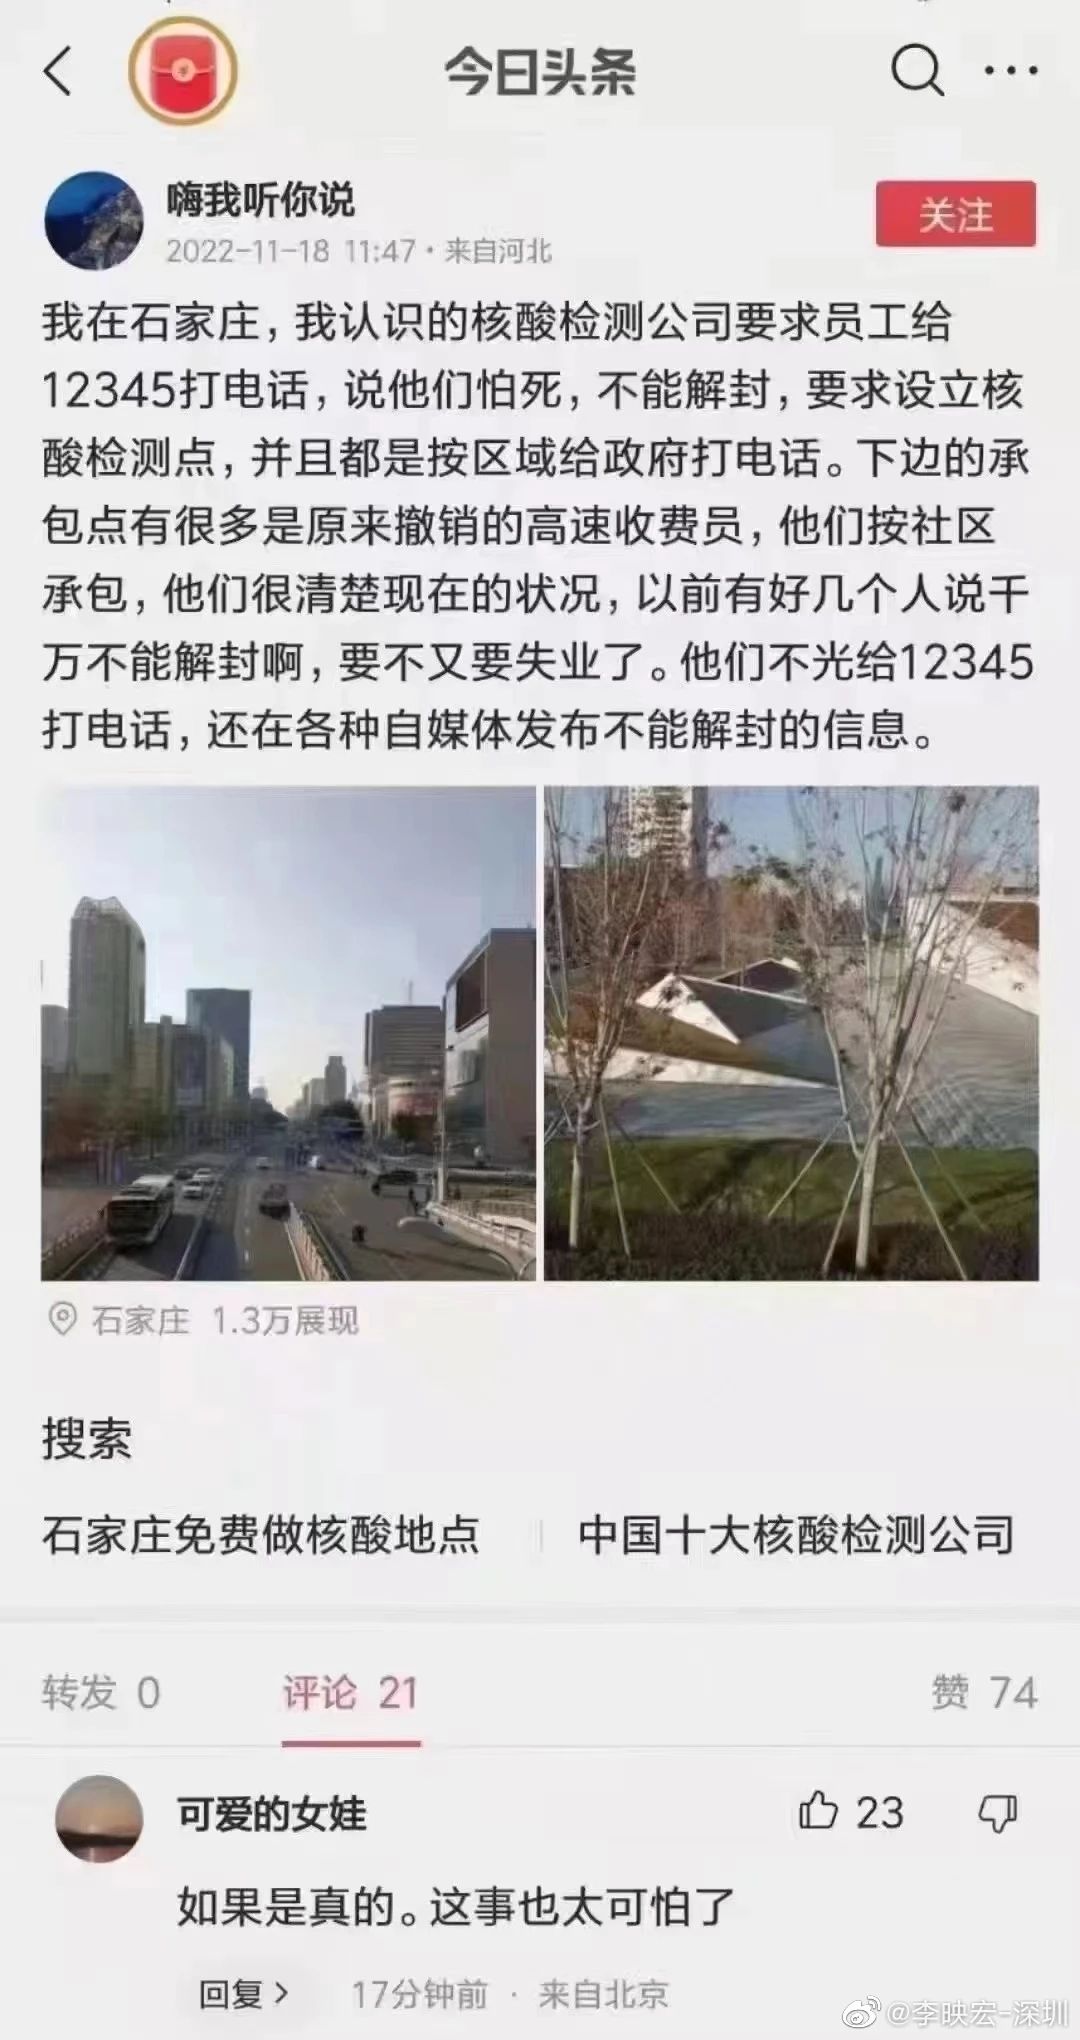 今日头条
嗨我听你说
关注
2022-11-18 11:47·来自河北
我在石家庄，我认识的核酸检测公司要求员工给
12345打电话，说他们怕死，不能解封，要求设立核
酸检测点，并且都是按区域给政府打电话。下边的承
包点有很多是原来撤销的高速收费员，他们按社区
承包，他们很清楚现在的状况，以前有好几个人说千
万不能解封啊，要不又要失业了。他们不光给12345
打电话，还在各种自媒体发布不能解封的信息。
石家庄 1.3万展现
搜索
石家庄免费做核酸地点 中国十大核酸检测公司
转发 0 评论 21 赞 74
可爱的女娃 23
如果是真的。这事也太可怕了
回复 17分钟前 · 来自北京
@李映宏-深圳